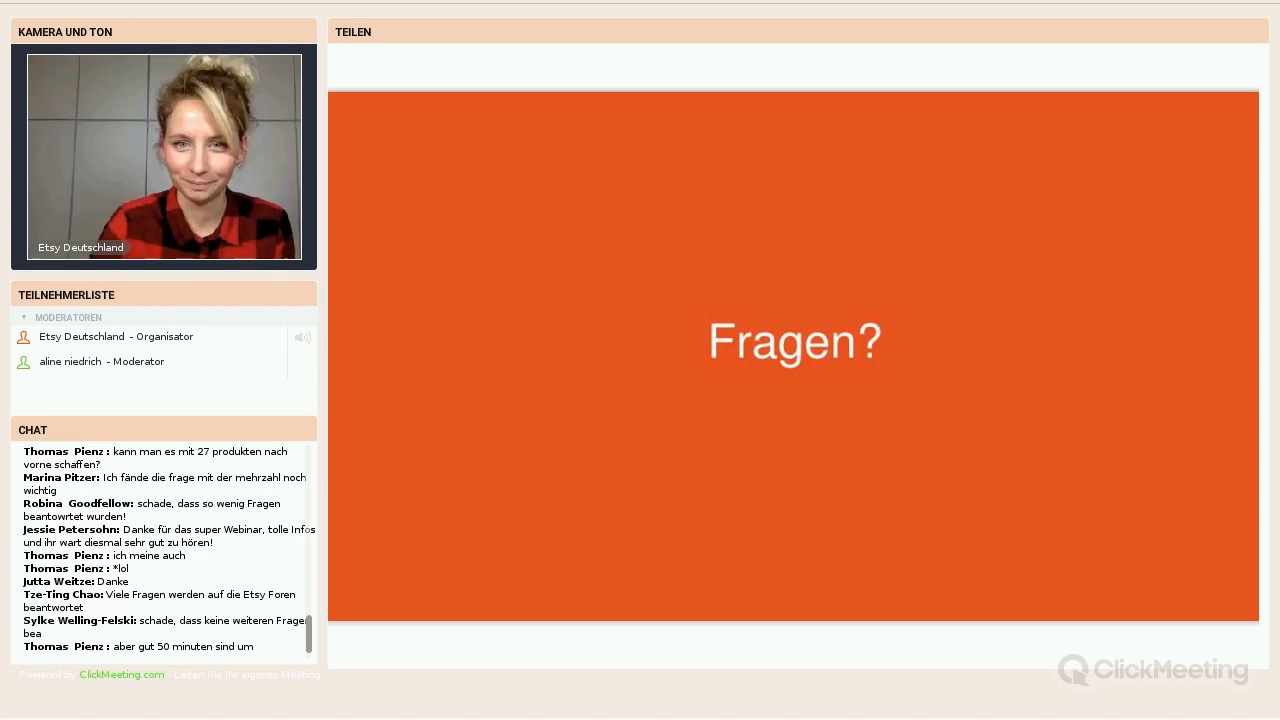 KAMERA UND TON
Etsy Deutschland
TEILNEHMERLISTE
MODERATOREN
Etsy Deutschland - Organisator
aline niedrich - Moderator
CHAT
Thomas Pienz : kann man es mit 27 produkten nach
vorne schaffen?
Marina Pitzer: Ich fände die frage mit der mehrzahl noch
wichtig
Robina Goodfellow: schade, dass so wenig Fragen
beantowrtet wurden!
Jessie Petersohn: Danke für das super Webinar, tolle Infos
und ihr wart diesmal sehr gut zu hören!
Thomas Pienz : ich meine auch
Thomas Pienz : *lol
Jutta Weitze: Danke
Tze-Ting Chao: Viele Fragen werden auf die Etsy Foren
beantwortet
Sylke Welling-Felski: schade, dass keine weiteren Fragen
bea
Thomas Pienz : aber gut 50 minuten sind um
Powered by ClickMeeting.com - Leiten Sie Ihr eigenes Meeting
TEILEN
Fragen?
ClickMeeting